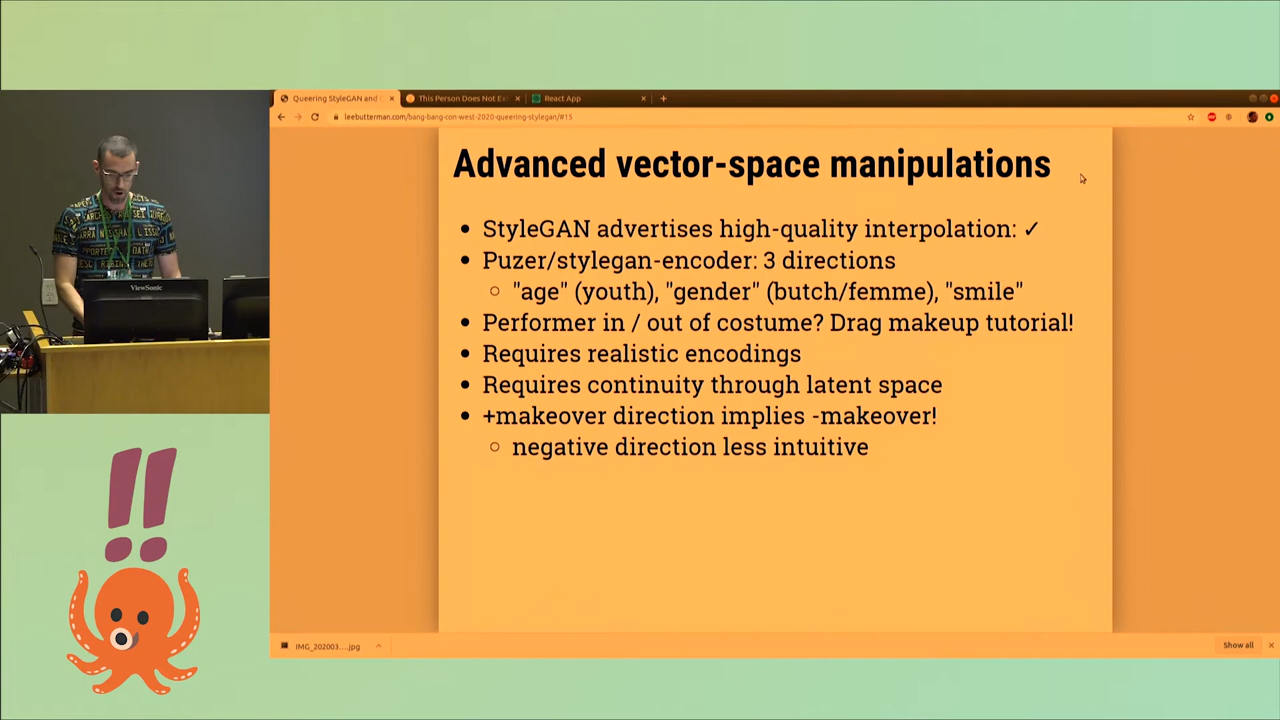 Queering StyleGAN and
This Person Does Not Ex
React App
leebutterman.com/bang-bang-con-west-2020-queering-stylegan/#15
Advanced vector-space manipulations
• StyleGAN advertises high-quality interpolation: ✓
• Puzer/stylegan-encoder: 3 directions
○ "age" (youth), "gender" (butch/femme), "smile"
• Performer in / out of costume? Drag makeup tutorial!
• Requires realistic encodings
• Requires continuity through latent space
• +makeover direction implies -makeover!
○ negative direction less intuitive
ViewSonic
!!
IMG_202003....jpg
Show all